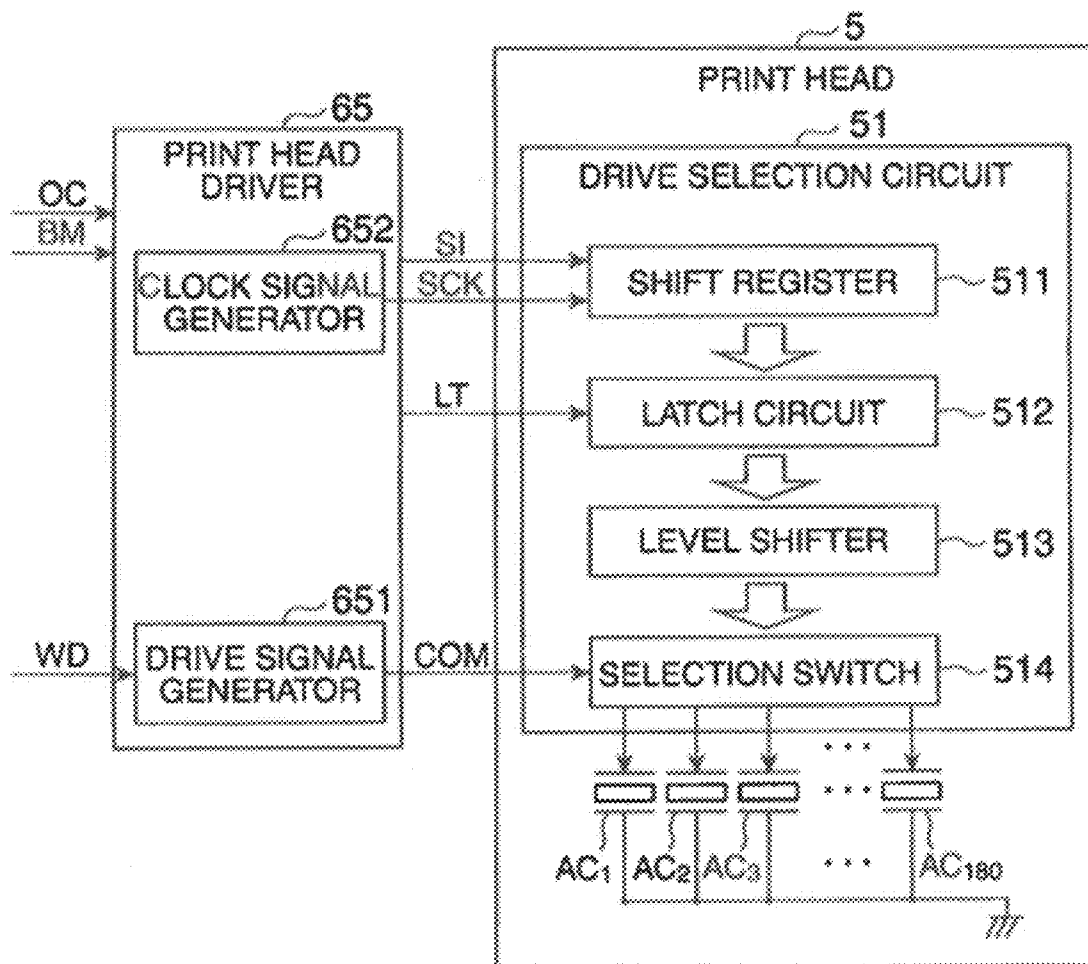 5
PRINT HEAD
65
PRINT HEAD
DRIVER
51
DRIVE SELECTION CIRCUIT
OC
BM
652
CLOCK SIGNAL
GENERATOR
SI
SCK
SHIFT REGISTER
511
LT
LATCH CIRCUIT
512
LEVEL SHIFTER
513
651
WD
DRIVE SIGNAL
GENERATOR
COM
SELECTION SWITCH
514
AC1
AC2
AC3
AC180